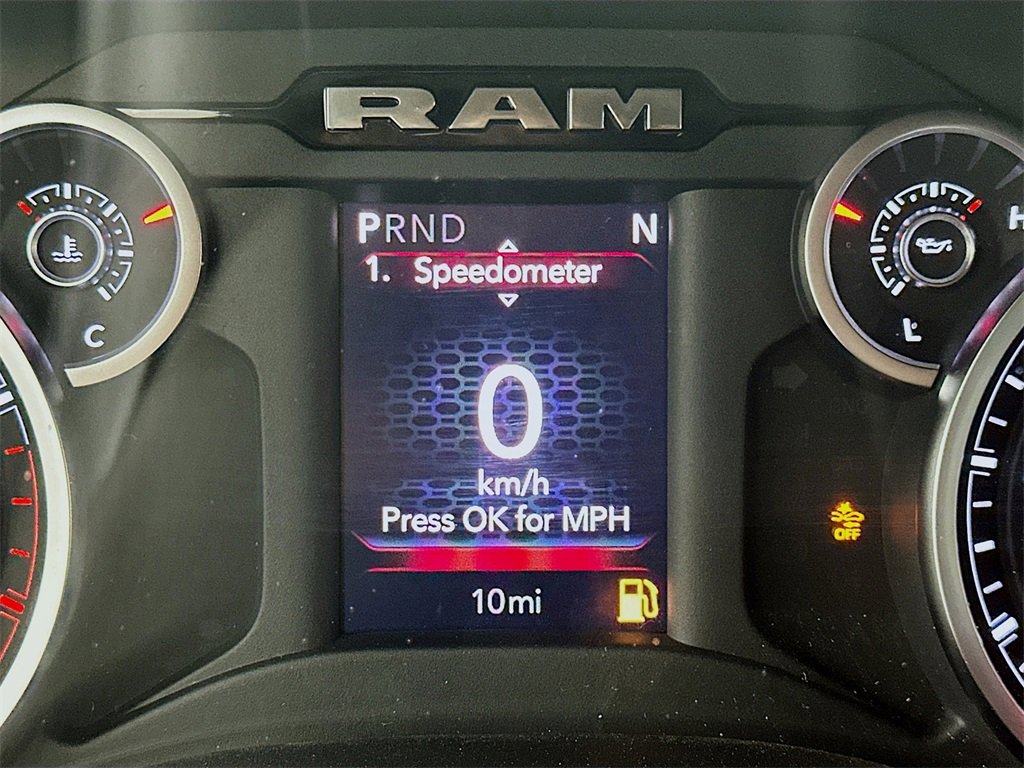 RAM
PRND N
1. Speedometer
0
km/h
Press OK for MPH
10mi
C
L
H
OFF